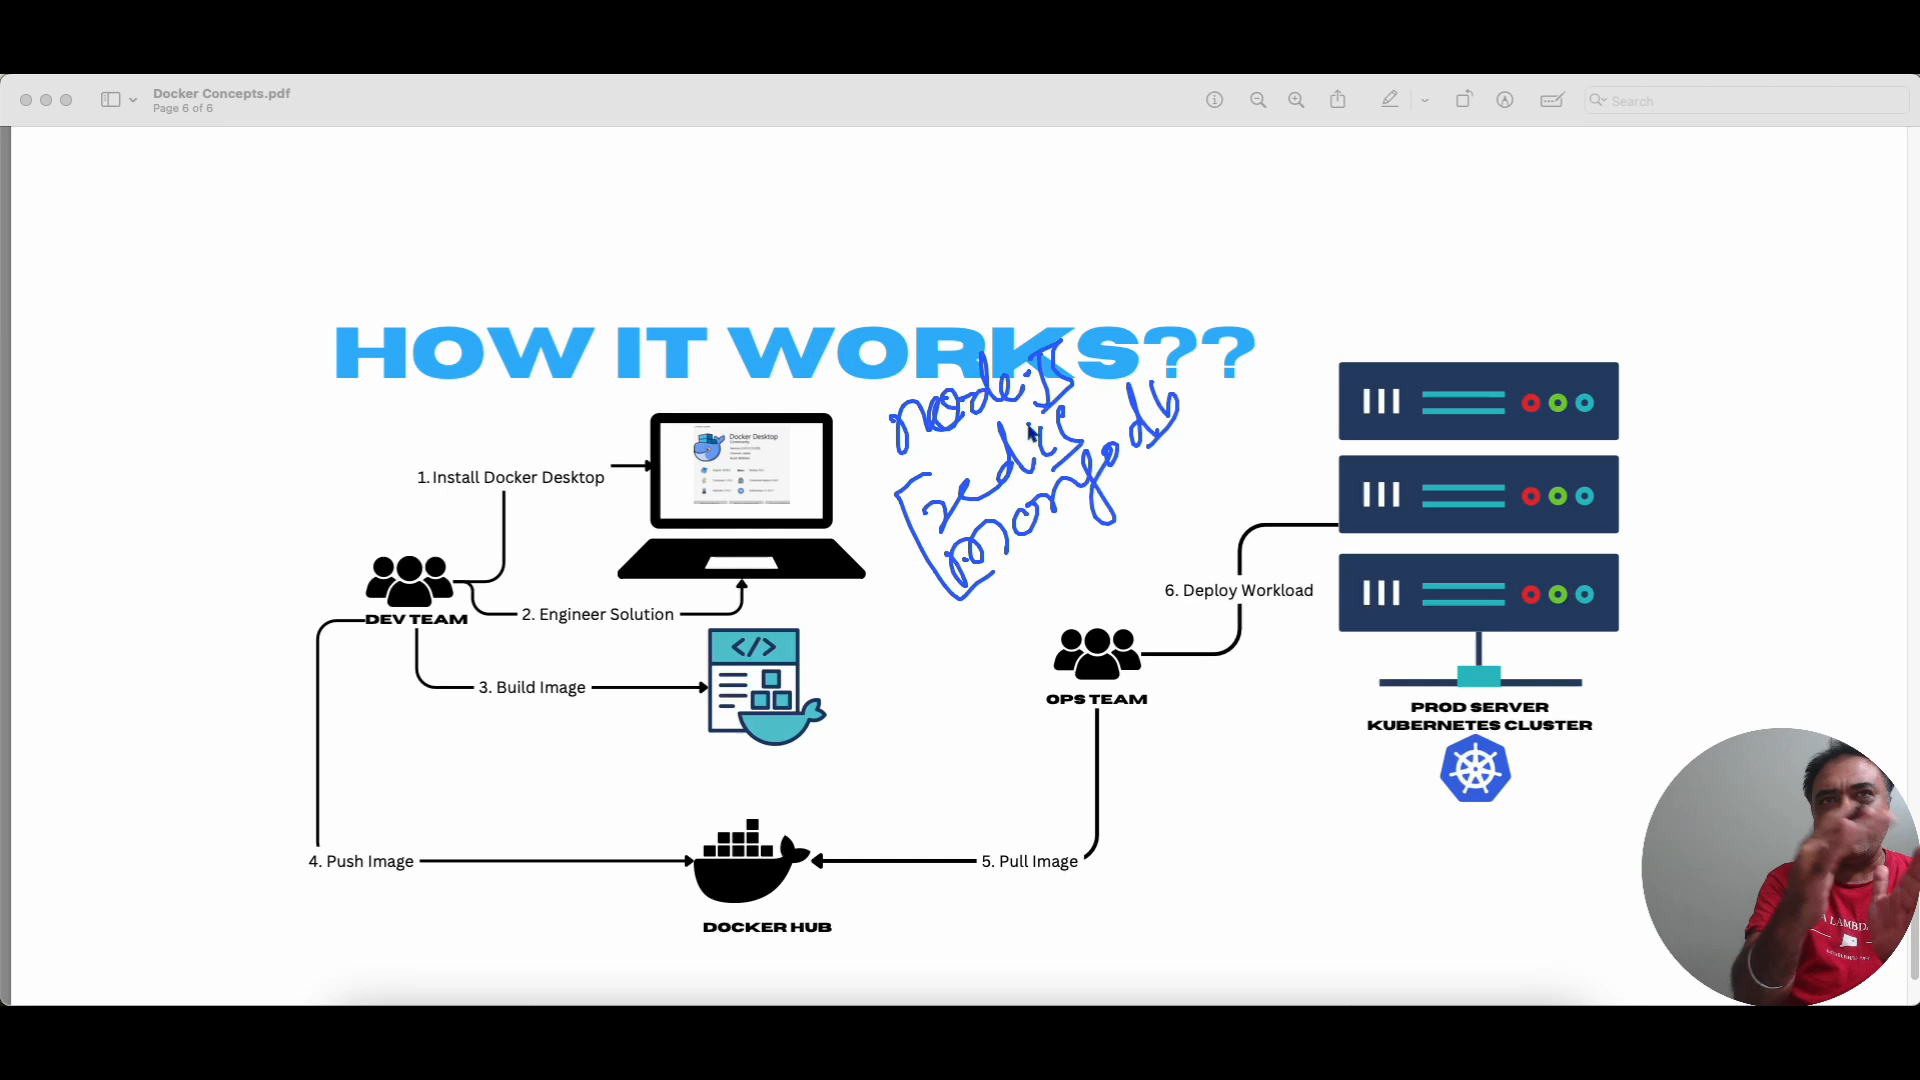 Docker Concepts.pdf
Page 6 of 6
Search
HOW IT WORKS??
nodejs
redis
mongodb
Docker Desktop
1. Install Docker Desktop
2. Engineer Solution
DEV TEAM
3. Build Image
4. Push Image
DOCKER HUB
5. Pull Image
OPS TEAM
6. Deploy Workload
PROD SERVER
KUBERNETES CLUSTER